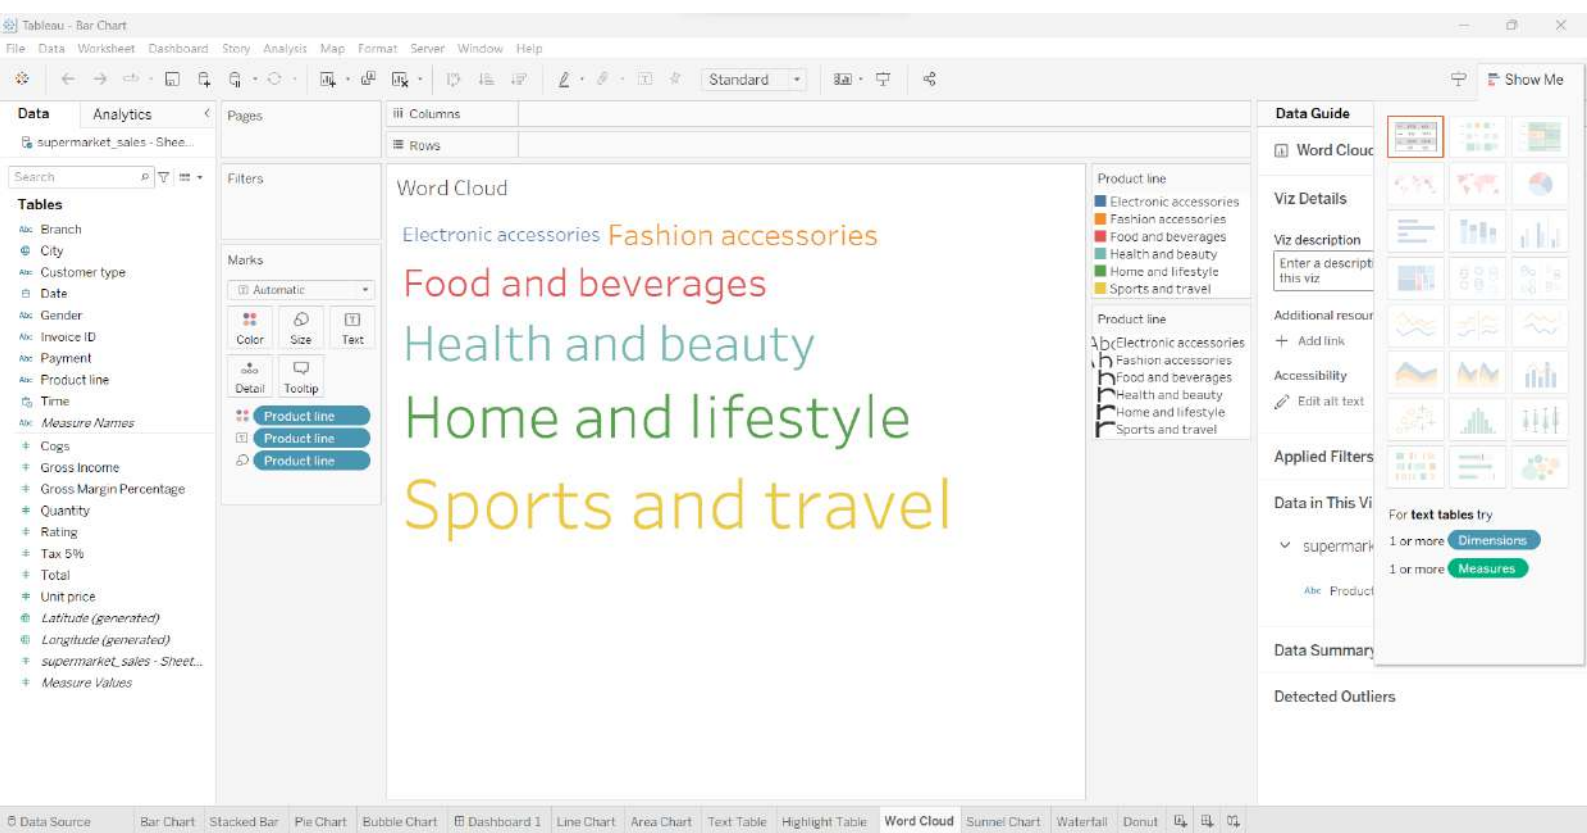 Tableau - Bar Chart
File Data Worksheet Dashboard Story Analysis Map Format Server Window Help
Standard
Show Me
Data Analytics
supermarket_sales - Shee...
Search
Tables
Abc Branch
City
Abc Customer type
Date
Abc Gender
Abc Invoice ID
Abc Payment
Abc Product line
Time
Abc Measure Names
# Cogs
# Gross Income
# Gross Margin Percentage
# Quantity
# Rating
# Tax 5%
# Total
# Unit price
Latitude (generated)
Longitude (generated)
# supermarket_sales - Sheet...
# Measure Values
Pages
Filters
Marks
Automatic
Color Size Text
Detail Tooltip
Product line
Product line
Product line
iii Columns
Rows
Word Cloud
Electronic accessories Fashion accessories
Food and beverages
Health and beauty
Home and lifestyle
Sports and travel
Product line
Electronic accessories
Fashion accessories
Food and beverages
Health and beauty
Home and lifestyle
Sports and travel
Product line
Electronic accessories
Fashion accessories
Food and beverages
Health and beauty
Home and lifestyle
Sports and travel
Data Guide
Word Cloud
Viz Details
Viz description
Enter a descripti
this viz
Additional resour
+ Add link
Accessibility
Edit alt text
Applied Filters
Data in This Vi
supermark
Abc Product
Data Summary
Detected Outliers
For text tables try
1 or more Dimensions
1 or more Measures
Data Source Bar Chart Stacked Bar Pie Chart Bubble Chart Dashboard 1 Line Chart Area Chart Text Table Highlight Table Word Cloud Sunnel Chart Waterfall Donut